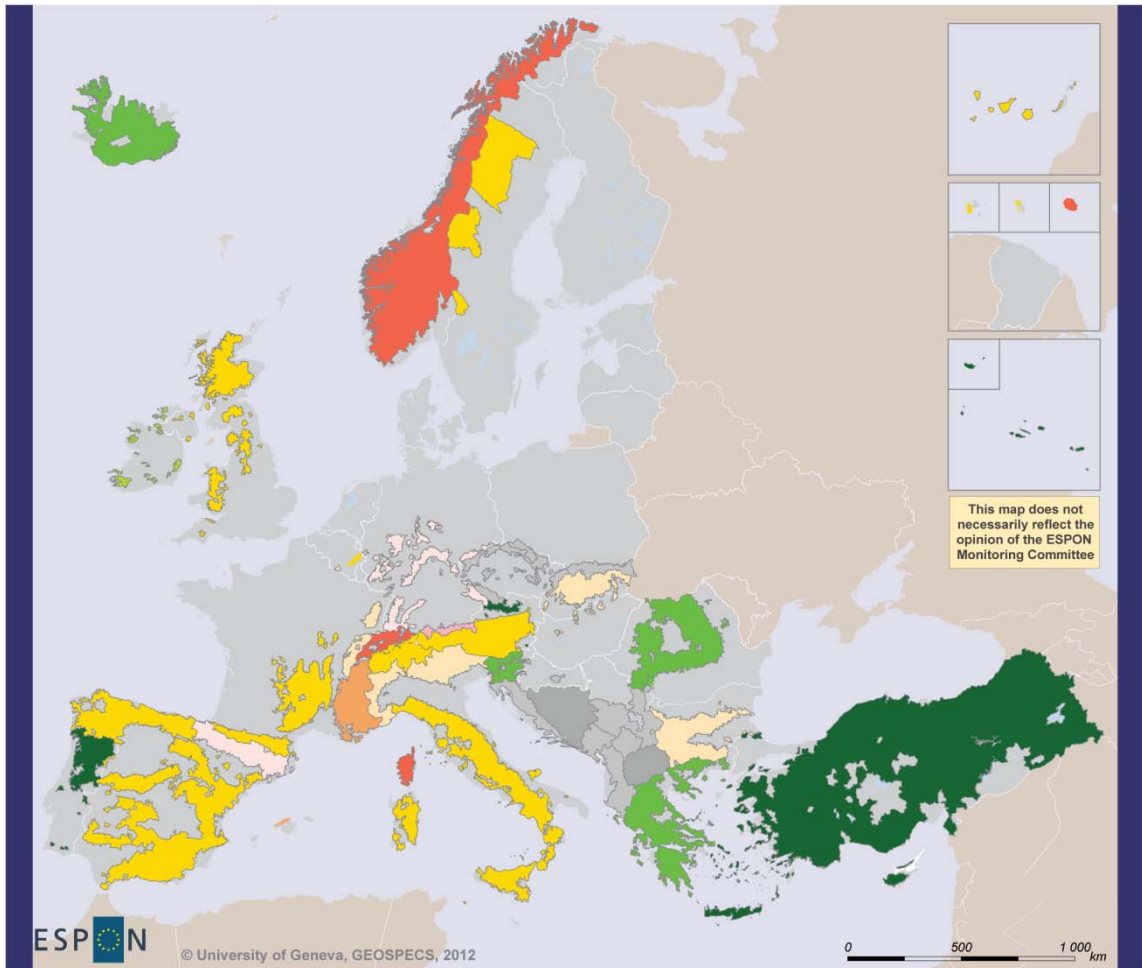 This map does not
necessarily reflect the
opinion of the ESPON
Monitoring Committee
ESPON
© University of Geneva, GEOSPECS, 2012
0 500 1 000
km